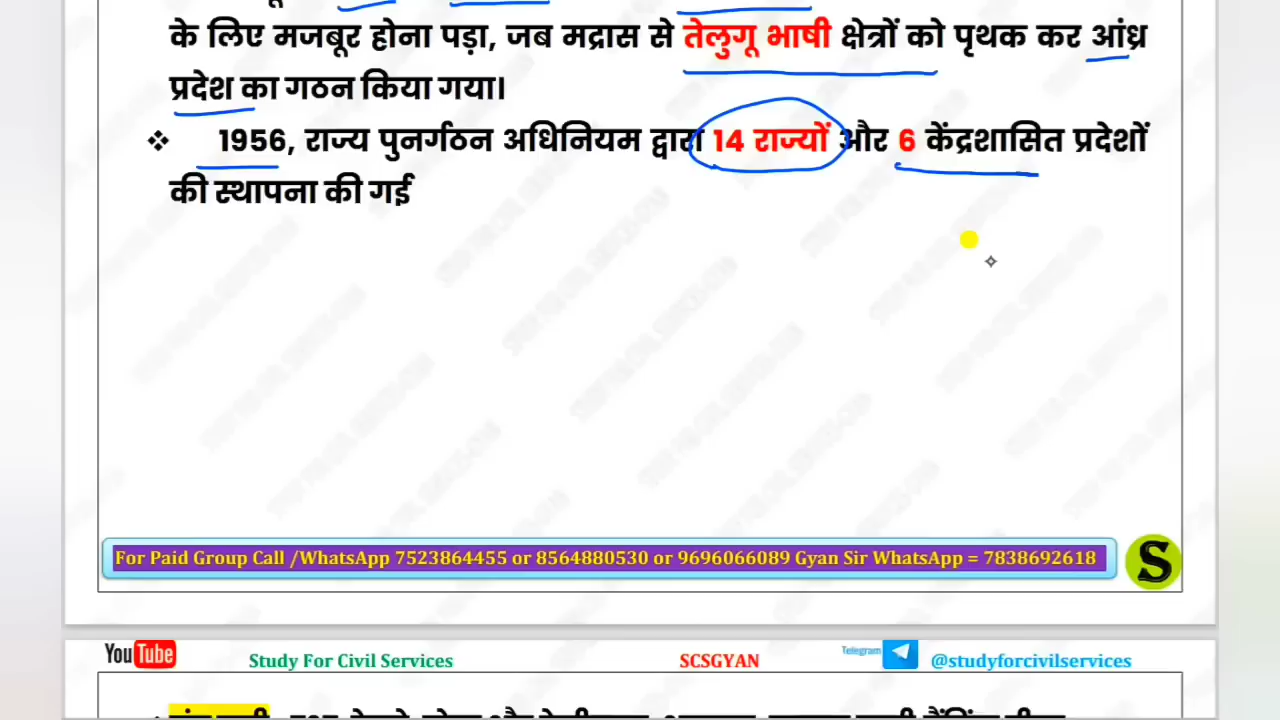 के लिए मजबूर होना पड़ा, जब मद्रास से तेलुगू भाषी क्षेत्रों को पृथक कर आंध्र
प्रदेश का गठन किया गया।
❖ 1956, राज्य पुनर्गठन अधिनियम द्वारा 14 राज्यों और 6 केंद्रशासित प्रदेशों
की स्थापना की गई
For Paid Group Call /WhatsApp 7523864455 or 8564880530 or 9696066089 Gyan Sir WhatsApp = 7838692618
S
YouTube Study For Civil Services SCSGYAN Telegram @studyforcivilservices